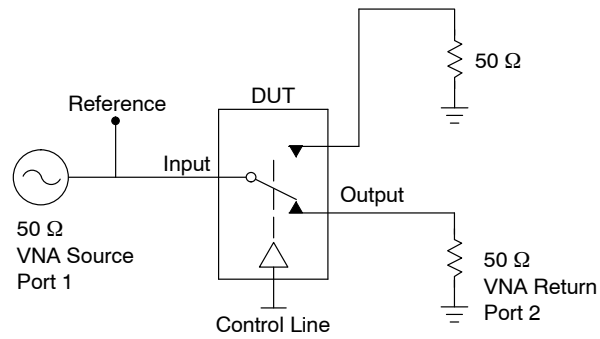 50 Ω
DUT
Reference
Input
Output
50 Ω
VNA Source
Port 1
50 Ω
VNA Return
Port 2
Control Line